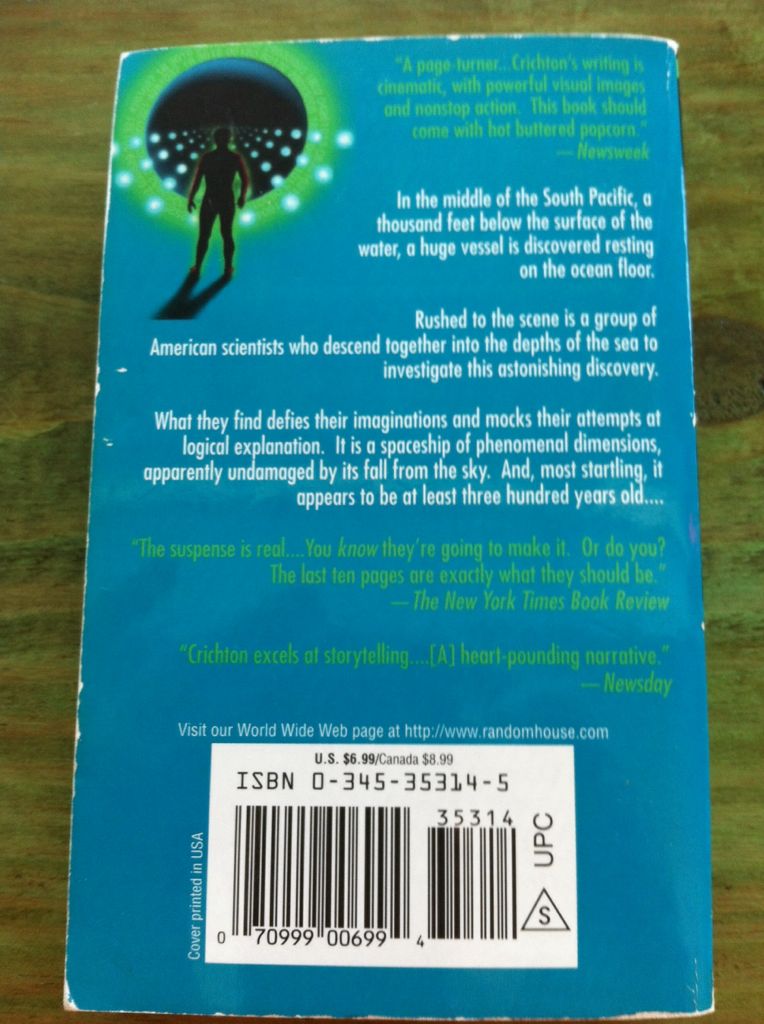 "A page-turner...Crichton's writing is
cinematic, with powerful visual images
and nonstop action. This book should
come with hot buttered popcorn."
—Newsweek
In the middle of the South Pacific, a
thousand feet below the surface of the
water, a huge vessel is discovered resting
on the ocean floor.
Rushed to the scene is a group of
American scientists who descend together into the depths of the sea to
investigate this astonishing discovery.
What they find defies their imaginations and mocks their attempts at
logical explanation. It is a spaceship of phenomenal dimensions,
apparently undamaged by its fall from the sky. And, most startling, it
appears to be at least three hundred years old....
"The suspense is real....You know they're going to make it. Or do you?
The last ten pages are exactly what they should be."
—The New York Times Book Review
"Crichton excels at storytelling....[A] heart-pounding narrative."
—Newsday
Visit our World Wide Web page at http://www.randomhouse.com
U.S. $6.99/Canada $8.99
ISBN 0-345-35314-5
35314
0 70999 00699 4
UPC
S
Cover printed in USA